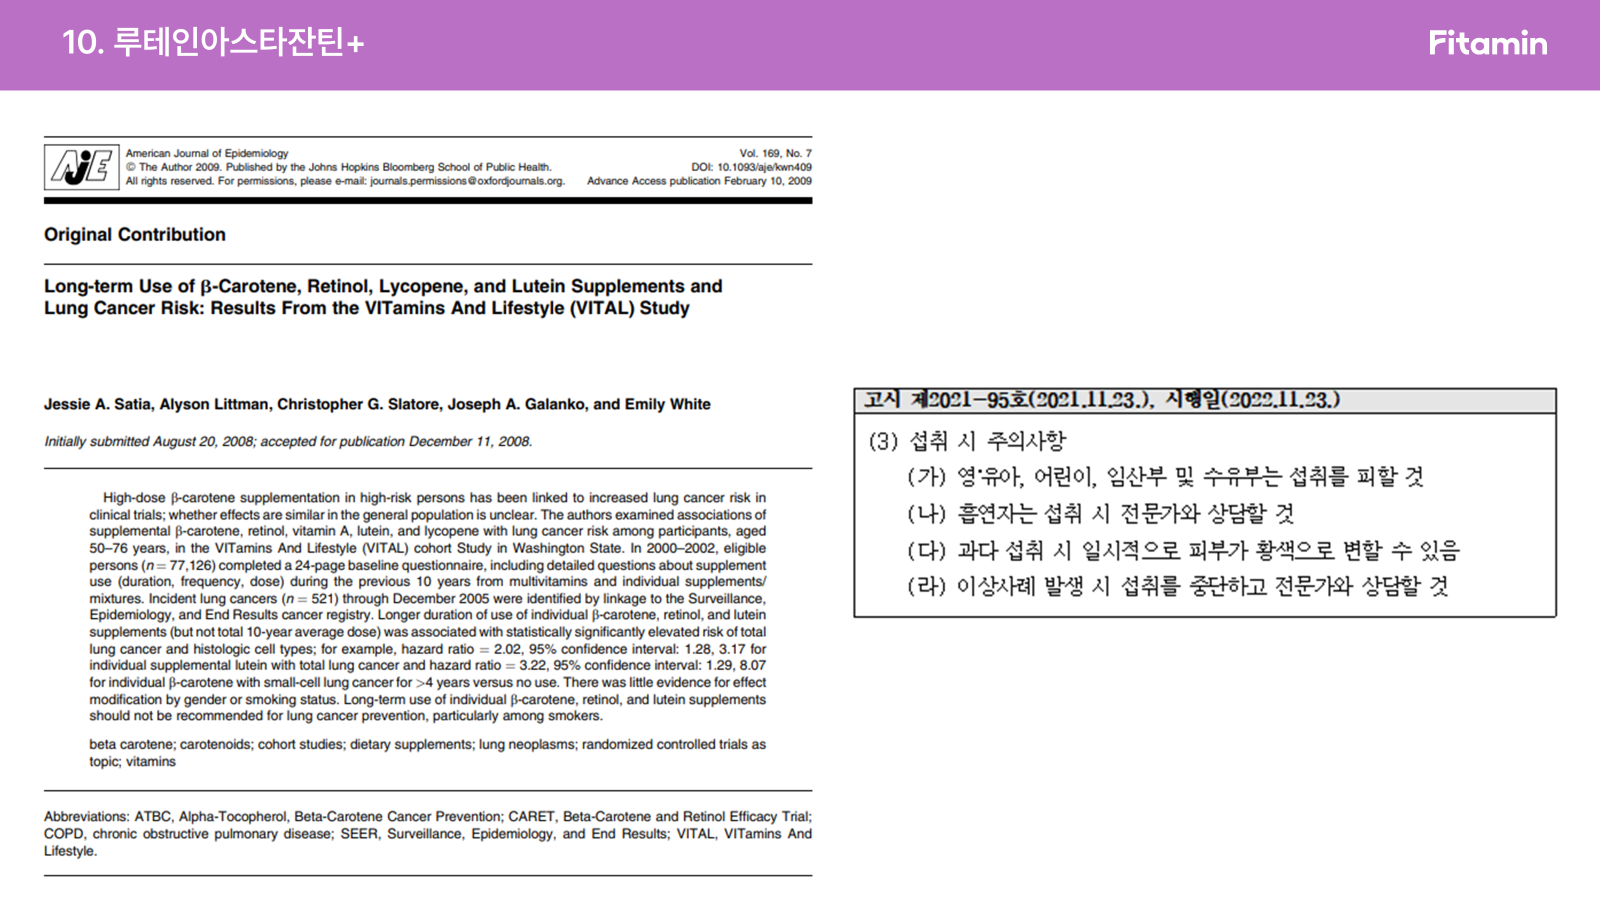 10. 루테인아스타잔틴+
Fitamin
AJE
American Journal of Epidemiology
© The Author 2009. Published by the Johns Hopkins Bloomberg School of Public Health.
All rights reserved. For permissions, please e-mail: journals.permissions@oxfordjournals.org.
Vol. 169, No. 7
DOI: 10.1093/aje/kwn409
Advance Access publication February 10, 2009
Original Contribution
Long-term Use of β-Carotene, Retinol, Lycopene, and Lutein Supplements and
Lung Cancer Risk: Results From the VITamins And Lifestyle (VITAL) Study
Jessie A. Satia, Alyson Littman, Christopher G. Slatore, Joseph A. Galanko, and Emily White
Initially submitted August 20, 2008; accepted for publication December 11, 2008.
High-dose β-carotene supplementation in high-risk persons has been linked to increased lung cancer risk in
clinical trials; whether effects are similar in the general population is unclear. The authors examined associations of
supplemental β-carotene, retinol, vitamin A, lutein, and lycopene with lung cancer risk among participants, aged
50–76 years, in the VITamins And Lifestyle (VITAL) cohort Study in Washington State. In 2000–2002, eligible
persons (n = 77,126) completed a 24-page baseline questionnaire, including detailed questions about supplement
use (duration, frequency, dose) during the previous 10 years from multivitamins and individual supplements/
mixtures. Incident lung cancers (n = 521) through December 2005 were identified by linkage to the Surveillance,
Epidemiology, and End Results cancer registry. Longer duration of use of individual β-carotene, retinol, and lutein
supplements (but not total 10-year average dose) was associated with statistically significantly elevated risk of total
lung cancer and histologic cell types; for example, hazard ratio = 2.02, 95% confidence interval: 1.28, 3.17 for
individual supplemental lutein with total lung cancer and hazard ratio = 3.22, 95% confidence interval: 1.29, 8.07
for individual β-carotene with small-cell lung cancer for >4 years versus no use. There was little evidence for effect
modification by gender or smoking status. Long-term use of individual β-carotene, retinol, and lutein supplements
should not be recommended for lung cancer prevention, particularly among smokers.
beta carotene; carotenoids; cohort studies; dietary supplements; lung neoplasms; randomized controlled trials as
topic; vitamins
Abbreviations: ATBC, Alpha-Tocopherol, Beta-Carotene Cancer Prevention; CARET, Beta-Carotene and Retinol Efficacy Trial;
COPD, chronic obstructive pulmonary disease; SEER, Surveillance, Epidemiology, and End Results; VITAL, VITamins And
Lifestyle.
고시 제2021-95호(2021.11.23.), 시행일(2022.11.23.)
(3) 섭취 시 주의사항
(가) 영·유아, 어린이, 임산부 및 수유부는 섭취를 피할 것
(나) 흡연자는 섭취 시 전문가와 상담할 것
(다) 과다 섭취 시 일시적으로 피부가 황색으로 변할 수 있음
(라) 이상사례 발생 시 섭취를 중단하고 전문가와 상담할 것